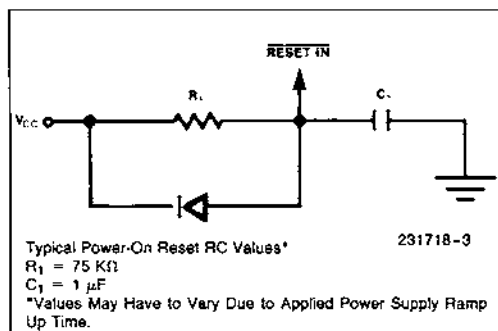 RESET IN
R₁
C₁
Vcc
231718-3
Typical Power-On Reset RC Values*
R₁ = 75 KΩ
C₁ = 1 μF
*Values May Have to Vary Due to Applied Power Supply Ramp
Up Time.